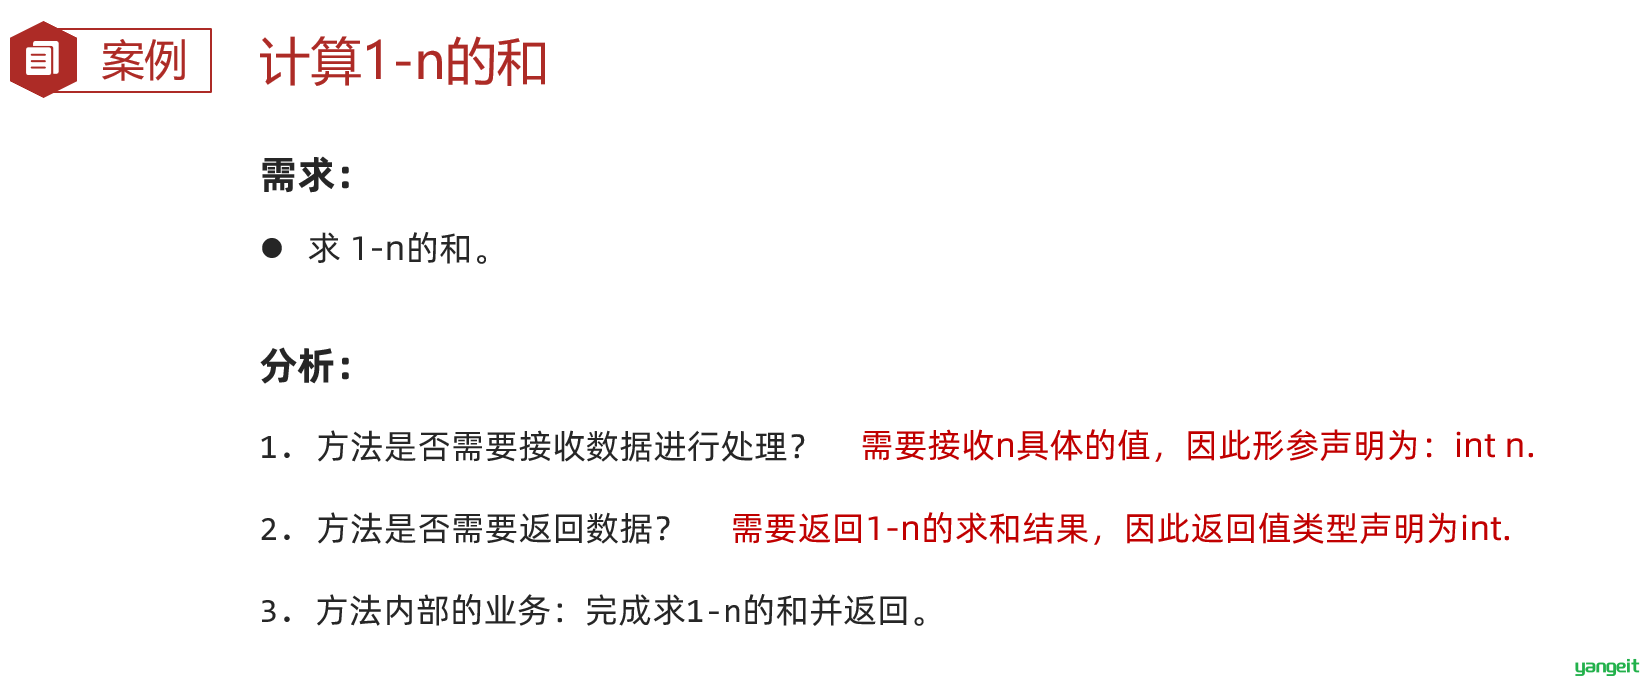 案例 计算1-n的和
需求：
● 求 1-n的和。
分析：
1. 方法是否需要接收数据进行处理？ 需要接收n具体的值，因此形参声明为：int n.
2. 方法是否需要返回数据？ 需要返回1-n的求和结果，因此返回值类型声明为int.
3. 方法内部的业务：完成求1-n的和并返回。
yangeit